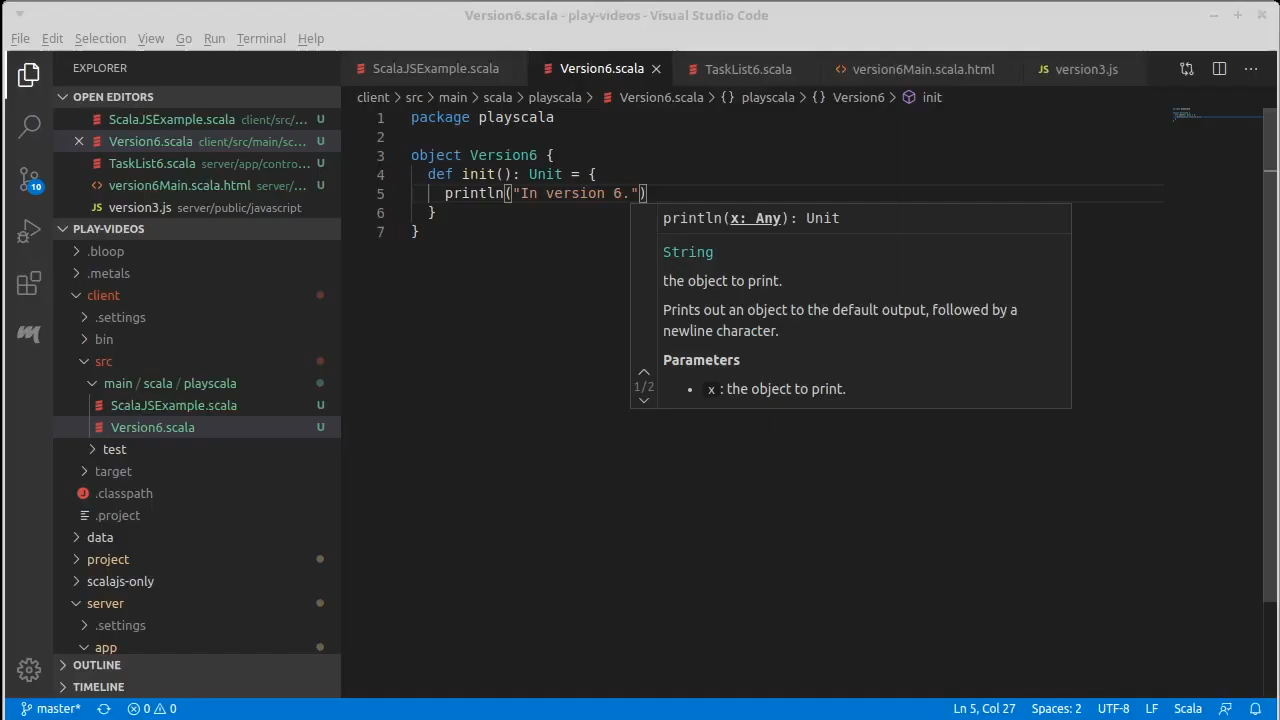 Version6.scala - play-videos - Visual Studio Code
File Edit Selection View Go Run Terminal Help
EXPLORER
OPEN EDITORS
ScalaJSExample.scala client/src/... U
Version6.scala client/src/main/sc... U
TaskList6.scala server/app/contro... U
version6Main.scala.html server/... U
version3.js server/public/javascript
PLAY-VIDEOS
.bloop
.metals
client
.settings
bin
src
main / scala / playscala
ScalaJSExample.scala U
Version6.scala U
test
target
.classpath
.project
data
project
scalajs-only
server
.settings
app
OUTLINE
TIMELINE
10
ScalaJSExample.scala Version6.scala TaskList6.scala version6Main.scala.html version3.js
client > src > main > scala > playscala > Version6.scala > {} playscala > {} Version6 > init
1 package playscala
2
3 object Version6 {
4 def init(): Unit = {
5 println("In version 6.")
6 }
7 }
println(x: Any): Unit
String
the object to print.
Prints out an object to the default output, followed by a
newline character.
Parameters
1/2
• x : the object to print.
master* 0 0 Ln 5, Col 27 Spaces: 2 UTF-8 LF Scala